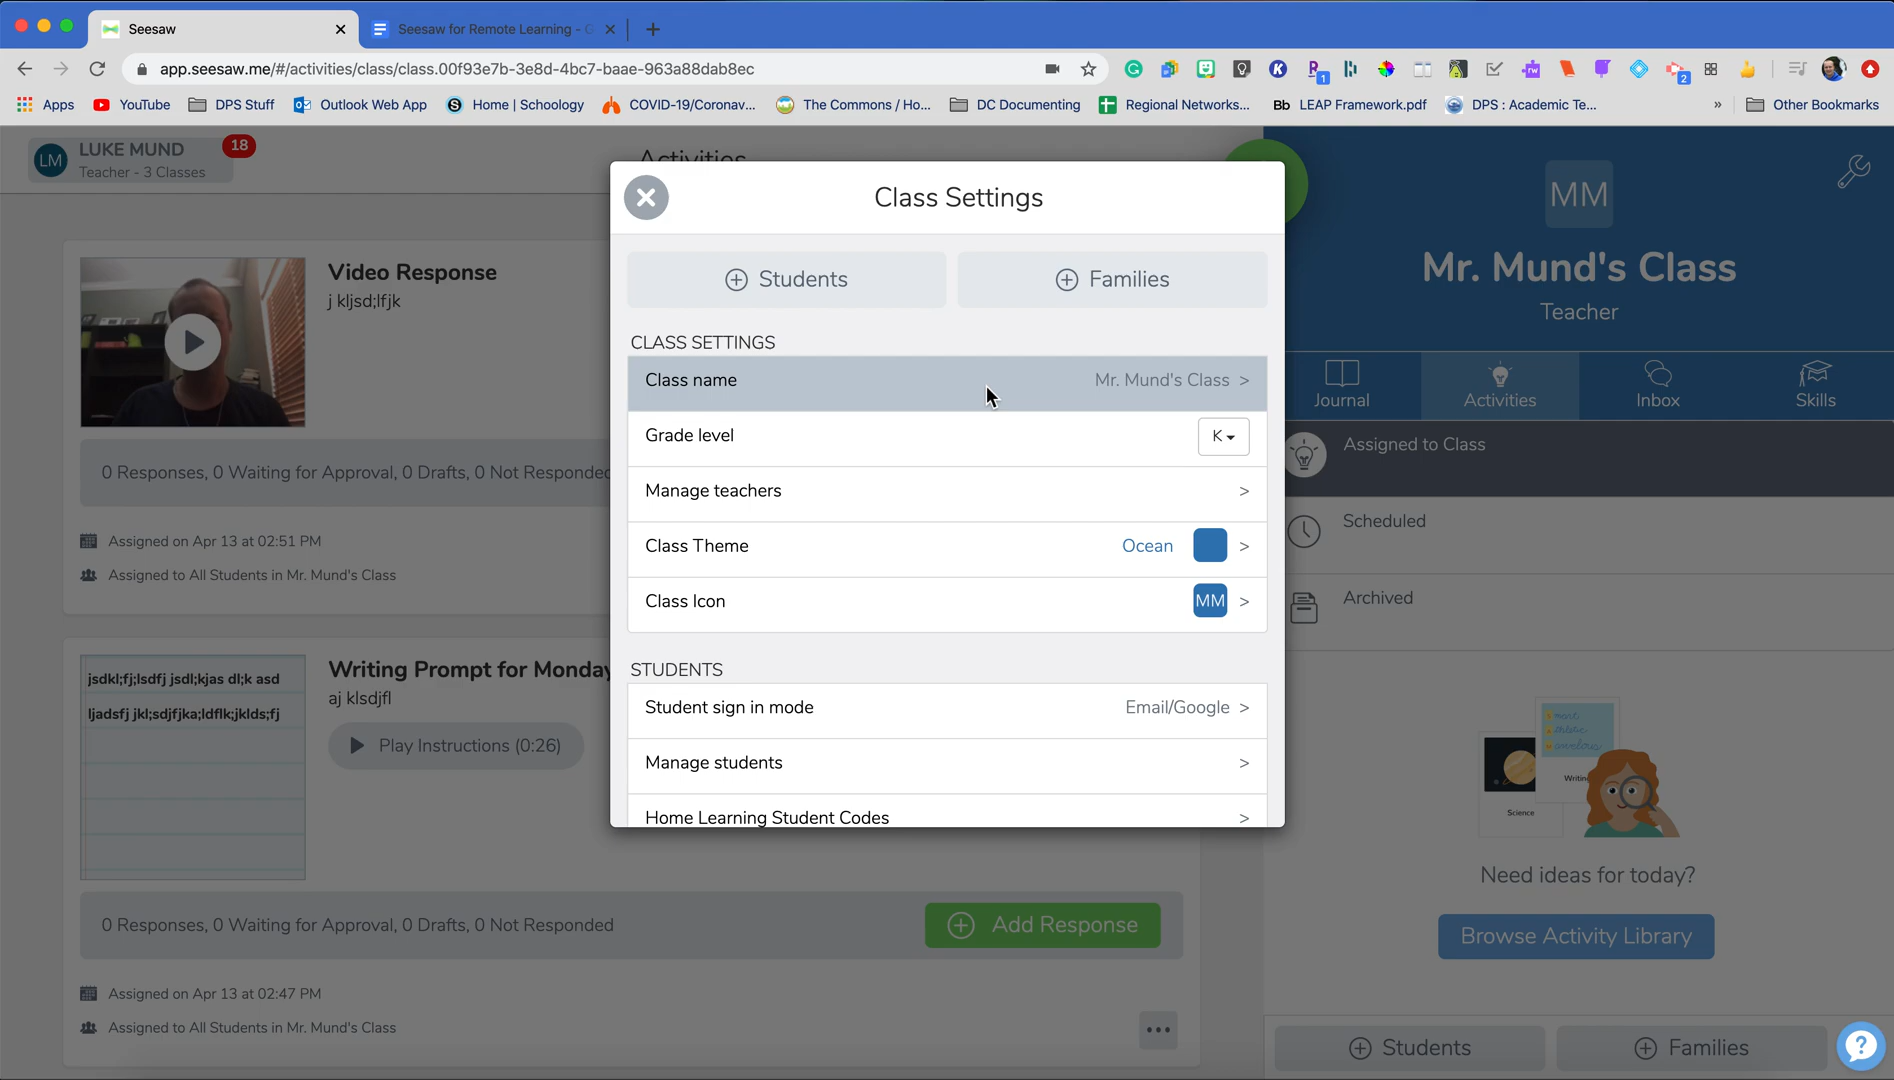 Seesaw
Seesaw for Remote Learning - G
app.seesaw.me/#/activities/class/class.00f93e7b-3e8d-4bc7-baae-963a88dab8ec
1
2
Apps
YouTube
DPS Stuff
Outlook Web App
Home | Schoology
COVID-19/Coronav...
The Commons / Ho...
DC Documenting
Regional Networks...
Bb LEAP Framework.pdf
DPS : Academic Te...
»
Other Bookmarks
LM
LUKE MUND
Teacher - 3 Classes
18
Activities
Video Response
j kljsd;lfjk
0 Responses, 0 Waiting for Approval, 0 Drafts, 0 Not Responded
Assigned on Apr 13 at 02:51 PM
Assigned to All Students in Mr. Mund's Class
jsdkl;fj;lsdfj jsdl;kjas dl;k asd
ljadsfj jkl;sdjfjka;ldflk;jklds;fj
Writing Prompt for Monday
aj klsdjfl
Play Instructions (0:26)
0 Responses, 0 Waiting for Approval, 0 Drafts, 0 Not Responded
Add Response
Assigned on Apr 13 at 02:47 PM
Assigned to All Students in Mr. Mund's Class
Class Settings
Students
Families
CLASS SETTINGS
Class name
Mr. Mund's Class >
Grade level
K
Manage teachers >
Class Theme
Ocean >
Class Icon
MM >
STUDENTS
Student sign in mode
Email/Google >
Manage students >
Home Learning Student Codes >
MM
Mr. Mund's Class
Teacher
Journal
Activities
Inbox
Skills
Assigned to Class
Scheduled
Archived
Science
Need ideas for today?
Browse Activity Library
Students
Families
?